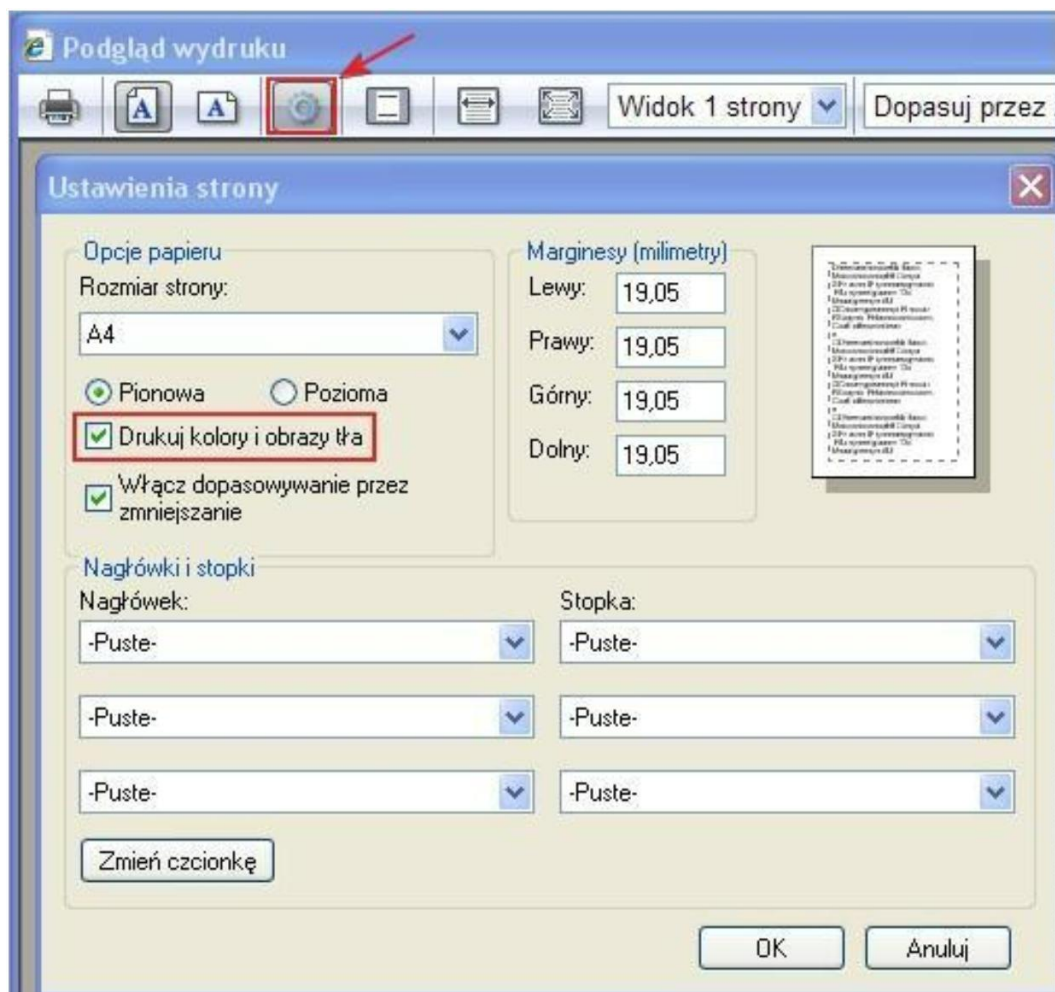 Podgląd wydruku
A A Widok 1 strony Dopasuj przez
Ustawienia strony
Opcje papieru
Rozmiar strony:
A4
Pionowa Pozioma
Drukuj kolory i obrazy tła
Włącz dopasowywanie przez
zmniejszanie
Marginesy (milimetry)
Lewy: 19,05
Prawy: 19,05
Górny: 19,05
Dolny: 19,05
Nagłówki i stopki
Nagłówek: Stopka:
-Puste- -Puste-
-Puste- -Puste-
-Puste- -Puste-
Zmień czcionkę
OK Anuluj